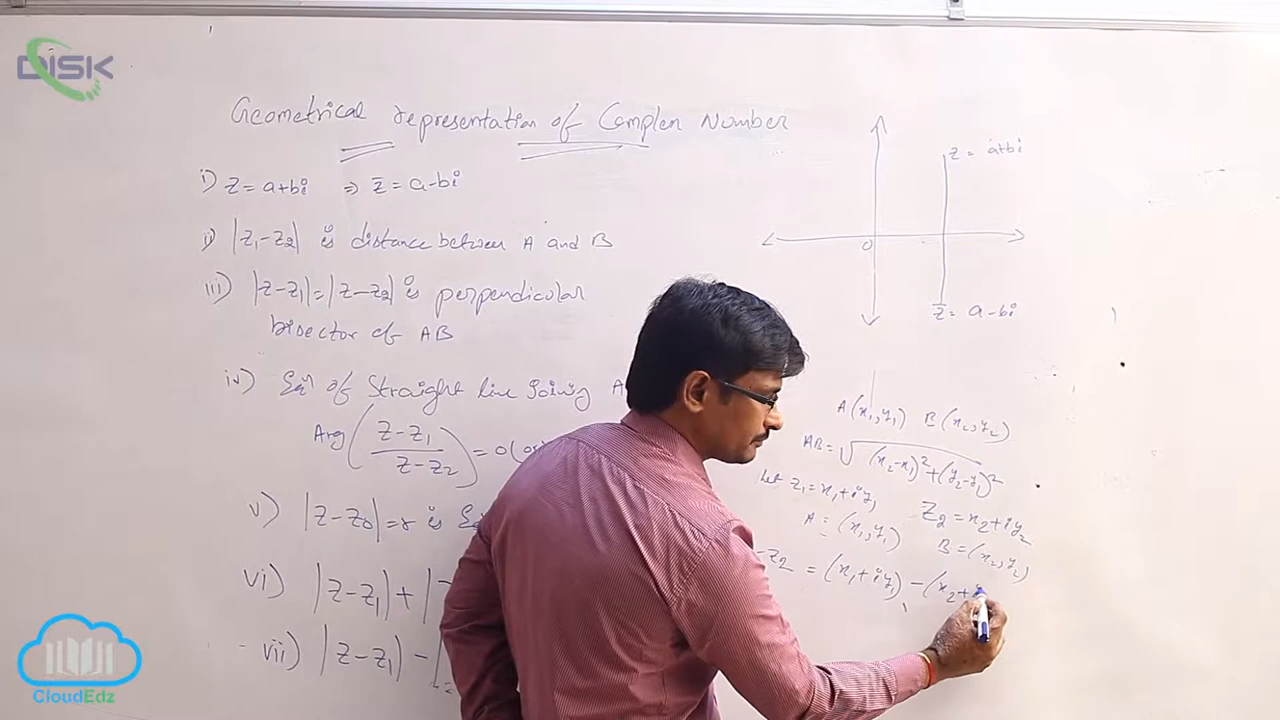 DISK
Geometrical representation of Complex Number
i) z = a+bi ⇒ z̄ = a-bi
ii) |z₁-z₂| is distance between A and B
iii) |z-z₁| = |z-z₂| is perpendicular
bisector of AB
iv) Eqⁿ of Straight line joining A
Arg((z-z₁)/(z-z₂)) = 0 (or)
v) |z-z₀| = r is
vi) |z-z₁| + |
vii) |z-z₁| - |
z = a+bi
0
z̄ = a-bi
A(x₁,y₁) B(x₂,y₂)
AB = √(x₂-x₁)²+(y₂-y₁)²
Let z₁ = x₁+iy₁ Z₂ = x₂+iy₂
A = (x₁,y₁) B = (x₂,y₂)
-z₂ = (x₁+iy₁) - (x₂+i
CloudEdz